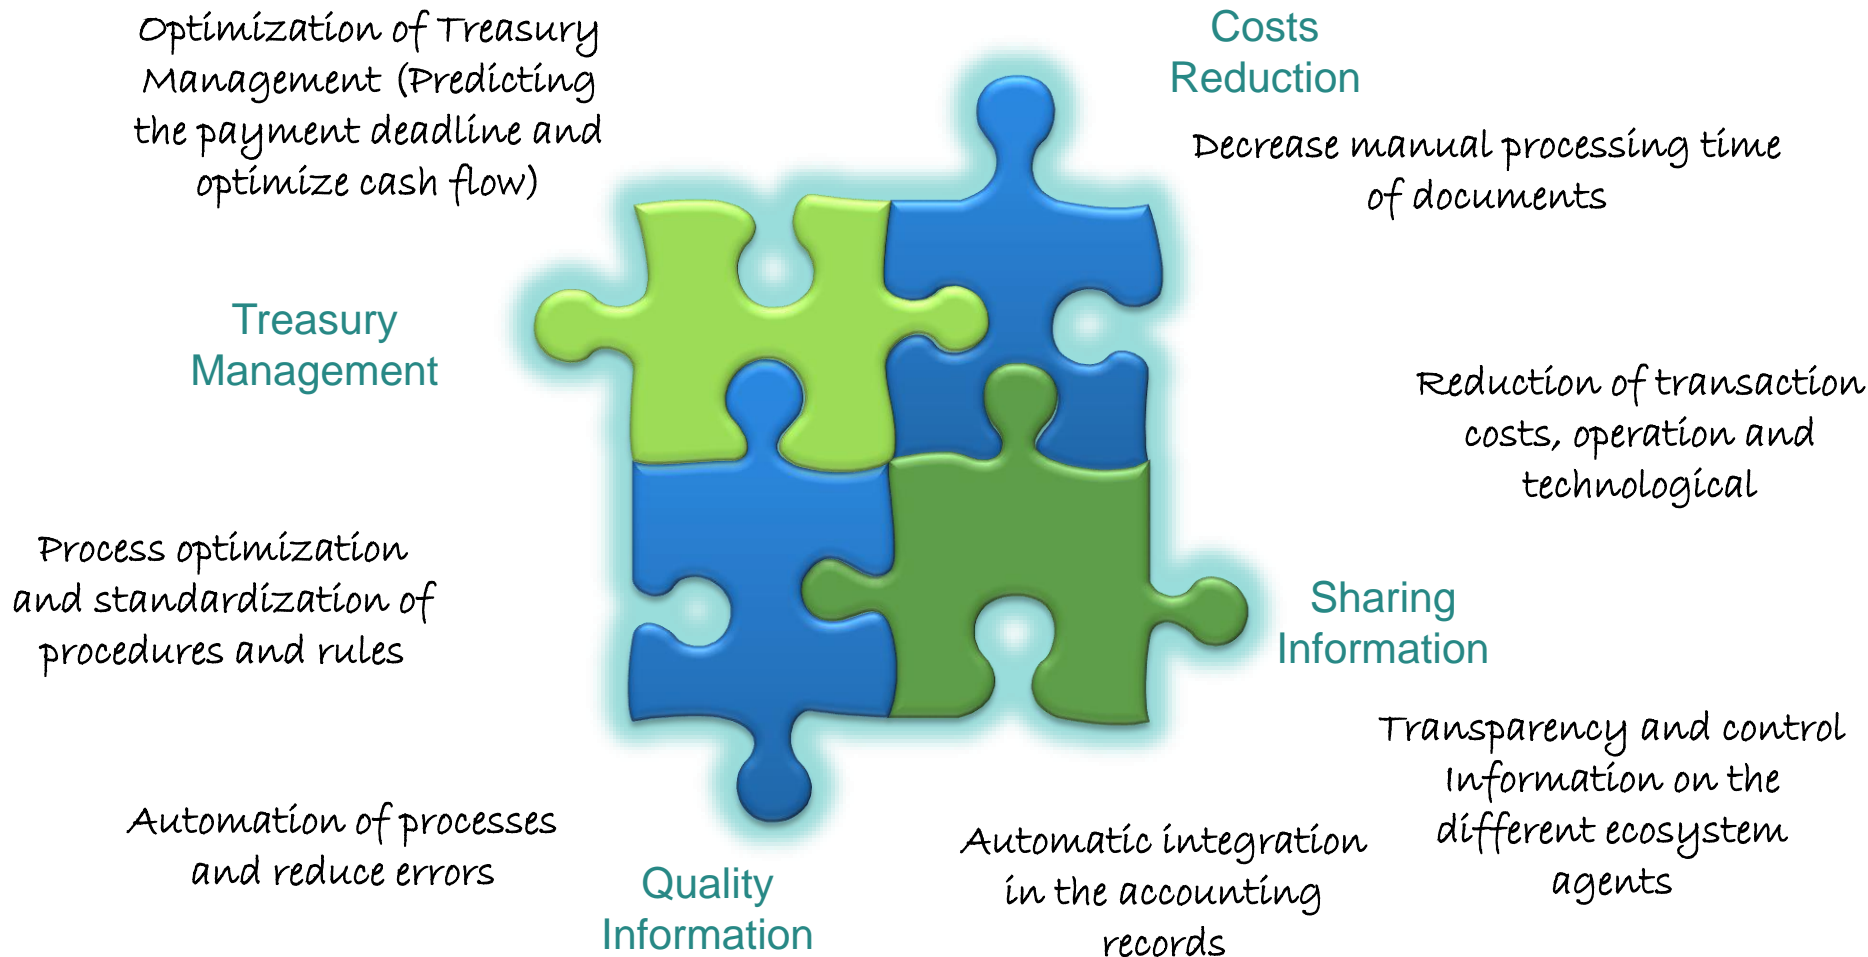 Optimization of Treasury
Management (Predicting
the payment deadline and
optimize cash flow)
Costs
Reduction
Decrease manual processing time
of documents
Treasury
Management
Reduction of transaction
costs, operation and
technological
Process optimization
and standardization of
procedures and rules
Sharing
Information
Transparency and control
Information on the
different ecosystem
agents
Automation of processes
and reduce errors
Quality
Information
Automatic integration
in the accounting
records